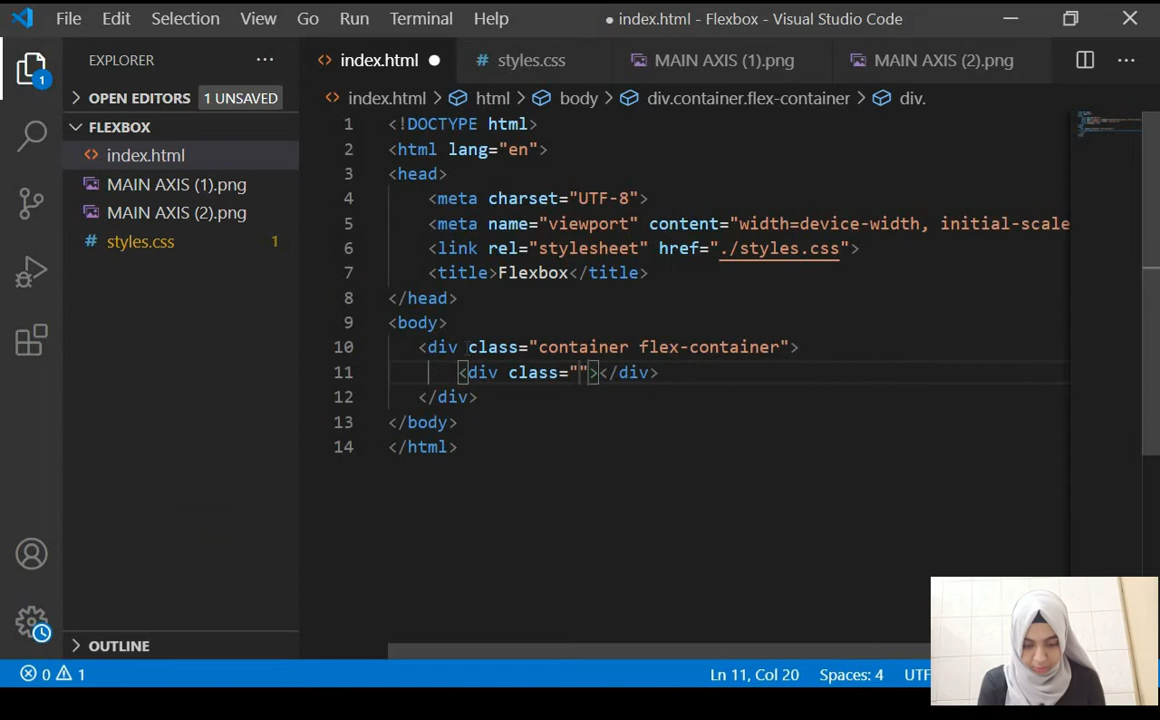 File Edit Selection View Go Run Terminal Help ● index.html - Flexbox - Visual Studio Code
EXPLORER ...
index.html ● # styles.css MAIN AXIS (1).png MAIN AXIS (2).png ...
> OPEN EDITORS 1 UNSAVED
index.html > html > body > div.container.flex-container > div.
FLEXBOX
index.html
MAIN AXIS (1).png
MAIN AXIS (2).png
# styles.css 1
1 <!DOCTYPE html>
2 <html lang="en">
3 <head>
4 <meta charset="UTF-8">
5 <meta name="viewport" content="width=device-width, initial-scale
6 <link rel="stylesheet" href="./styles.css">
7 <title>Flexbox</title>
8 </head>
9 <body>
10 <div class="container flex-container">
11 <div class=""></div>
12 </div>
13 </body>
14 </html>
1
> OUTLINE
0 1 Ln 11, Col 20 Spaces: 4 UTF